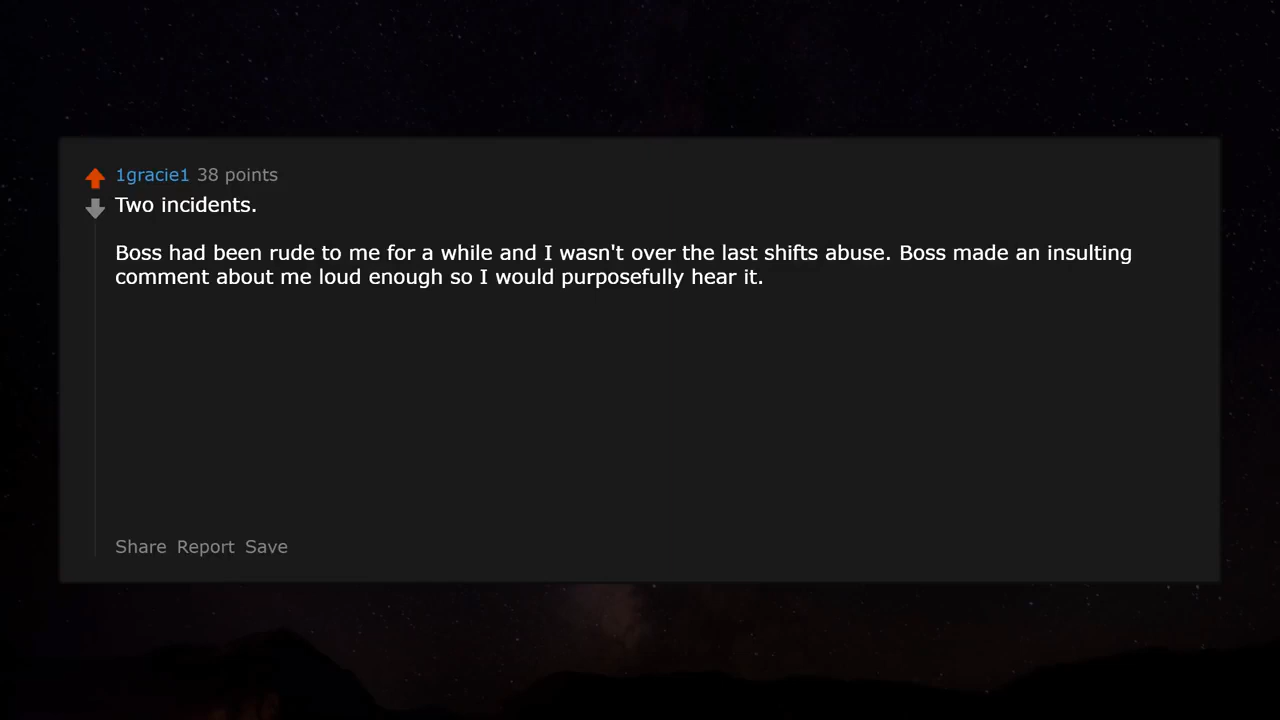 1gracie1 38 points
Two incidents.
Boss had been rude to me for a while and I wasn't over the last shifts abuse. Boss made an insulting
comment about me loud enough so I would purposefully hear it.
Share Report Save